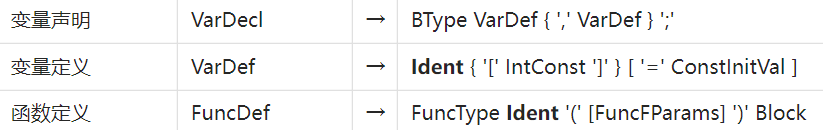 变量声明 VarDecl → BType VarDef { ',' VarDef } ';'
变量定义 VarDef → Ident { '[' IntConst ']' } [ '=' ConstInitVal ]
函数定义 FuncDef → FuncType Ident '(' [FuncFParams] ')' Block